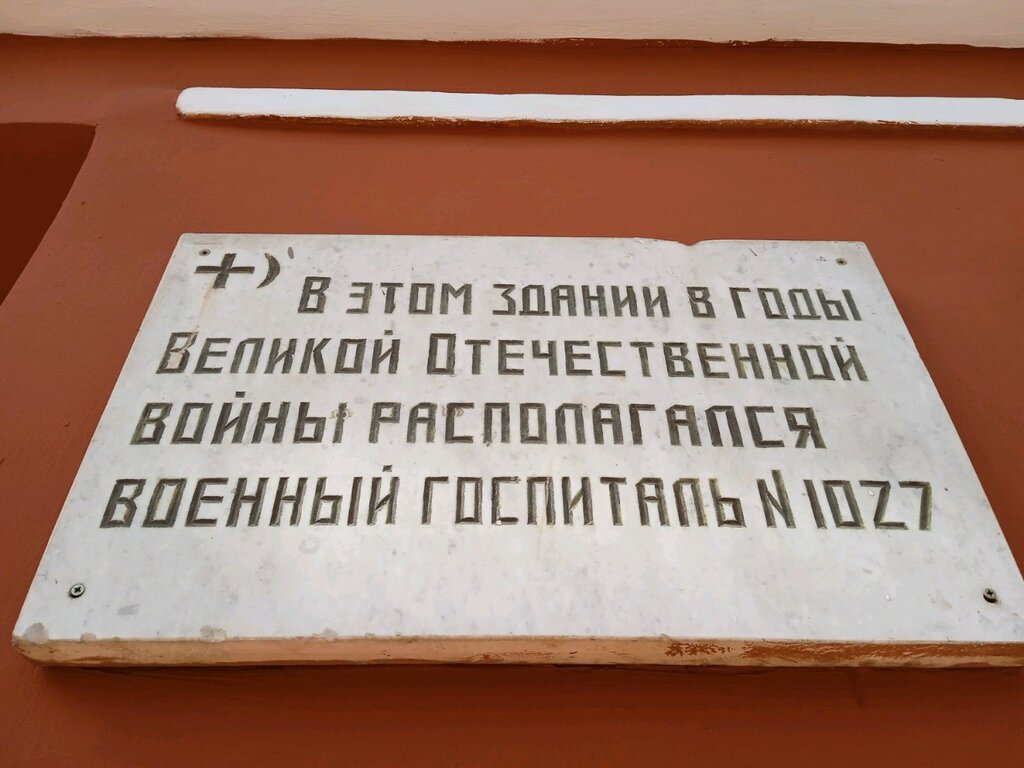 В этом здании в годы
Великой Отечественной
войны располагался
военный госпиталь N 1027